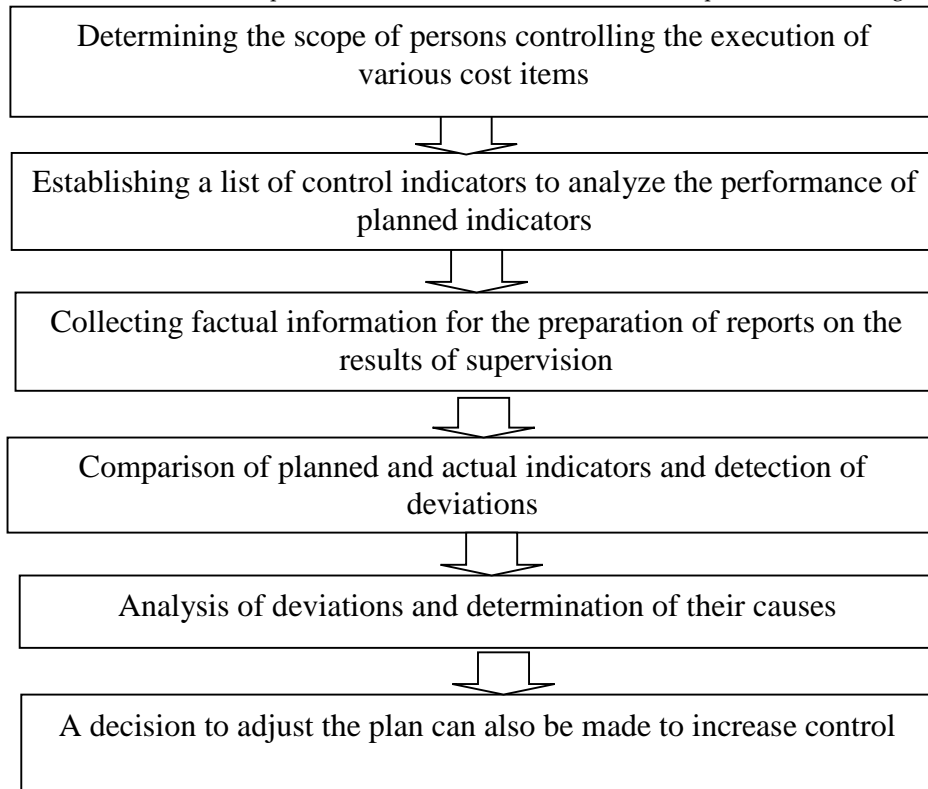 Determining the scope of persons controlling the execution of
various cost items
Establishing a list of control indicators to analyze the performance of
planned indicators
Collecting factual information for the preparation of reports on the
results of supervision
Comparison of planned and actual indicators and detection of
deviations
Analysis of deviations and determination of their causes
A decision to adjust the plan can also be made to increase control